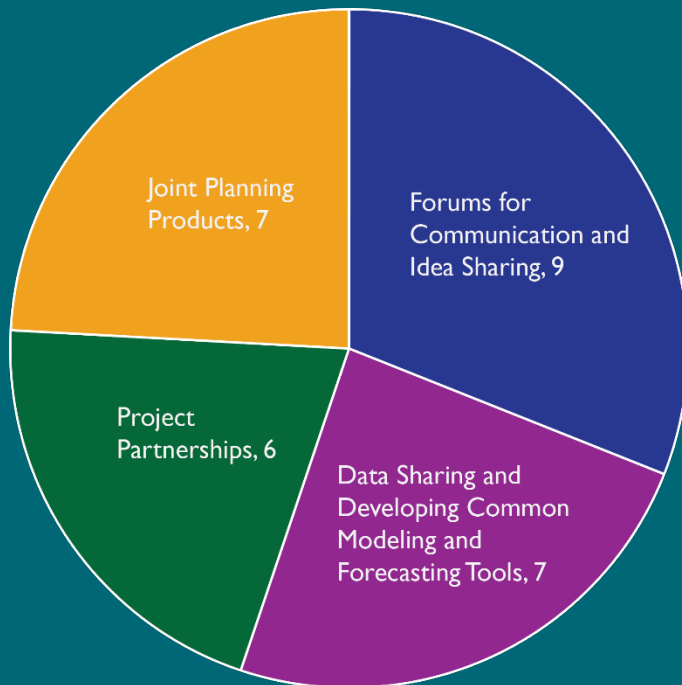 Joint Planning
Products, 7
Forums for
Communication and
Idea Sharing, 9
Project
Partnerships, 6
Data Sharing and
Developing Common
Modeling and
Forecasting Tools, 7